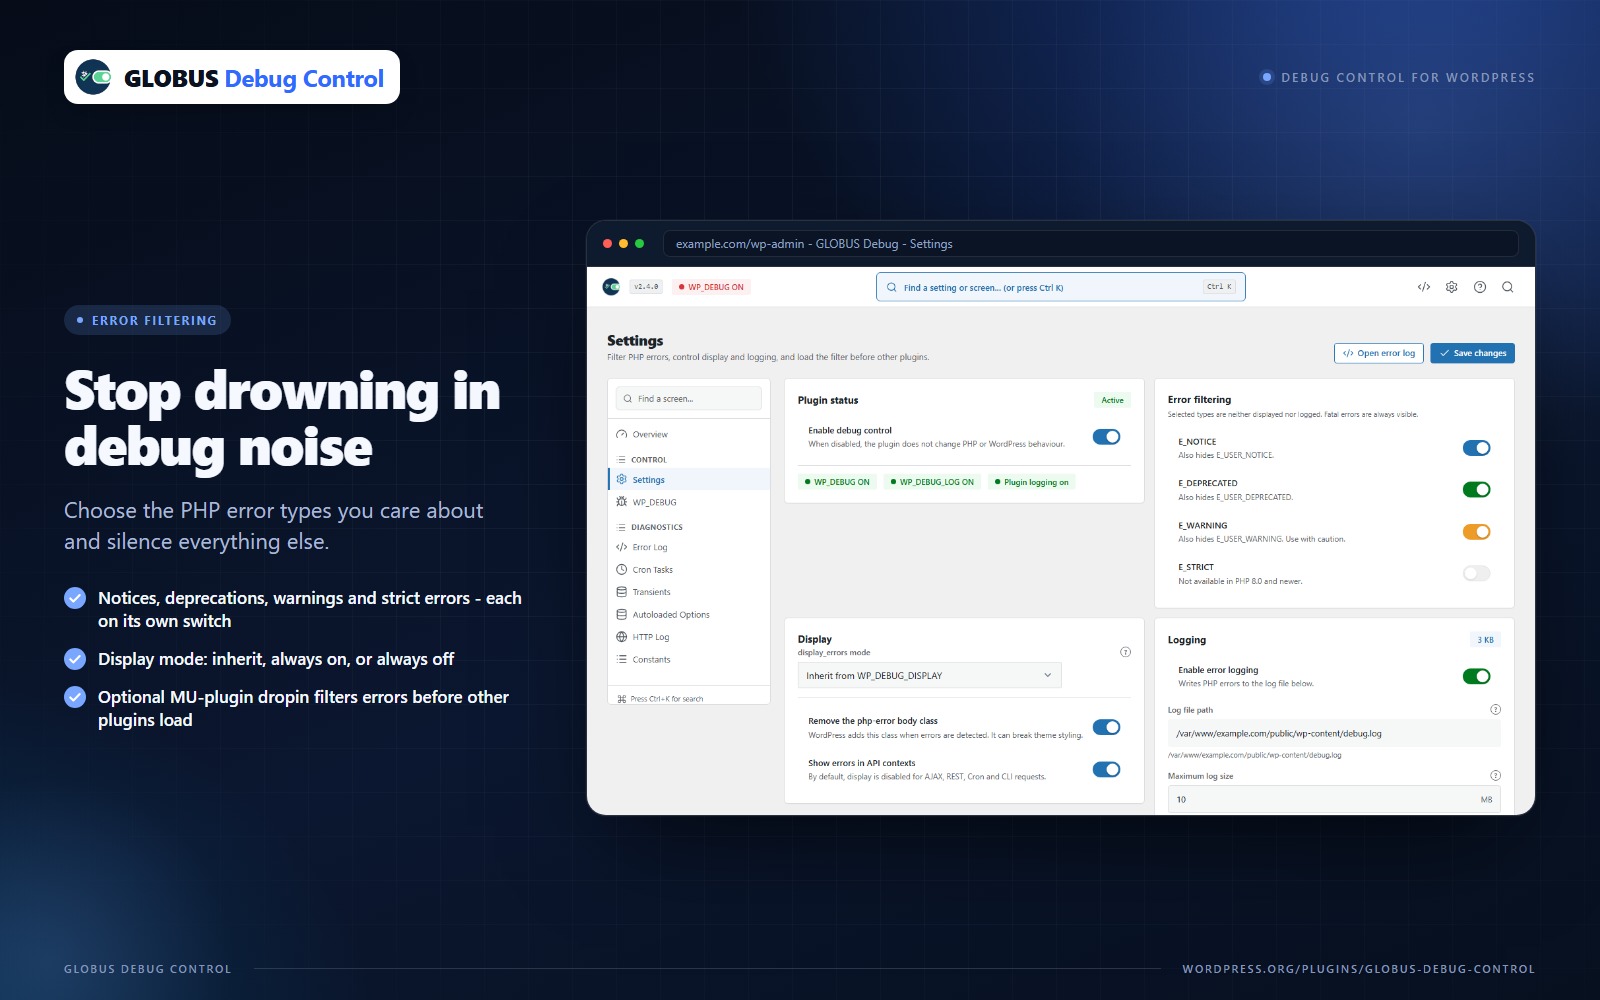 GLOBUS Debug Control
DEBUG CONTROL FOR WORDPRESS
ERROR FILTERING
Stop drowning in
debug noise
Choose the PHP error types you care about
and silence everything else.
Notices, deprecations, warnings and strict errors - each
on its own switch
Display mode: inherit, always on, or always off
Optional MU-plugin dropin filters errors before other
plugins load
example.com/wp-admin - GLOBUS Debug - Settings
v2.4.0
WP_DEBUG ON
Find a setting or screen... (or press Ctrl K)
Ctrl K
Settings
Filter PHP errors, control display and logging, and load the filter before other plugins.
Open error log
Save changes
Find a screen...
Overview
CONTROL
Settings
WP_DEBUG
DIAGNOSTICS
Error Log
Cron Tasks
Transients
Autoloaded Options
HTTP Log
Constants
Press Ctrl+K for search
Plugin status
Active
Enable debug control
When disabled, the plugin does not change PHP or WordPress behaviour.
WP_DEBUG ON
WP_DEBUG_LOG ON
Plugin logging on
Error filtering
Selected types are neither displayed nor logged. Fatal errors are always visible.
E_NOTICE
Also hides E_USER_NOTICE.
E_DEPRECATED
Also hides E_USER_DEPRECATED.
E_WARNING
Also hides E_USER_WARNING. Use with caution.
E_STRICT
Not available in PHP 8.0 and newer.
Display
display_errors mode
?
Inherit from WP_DEBUG_DISPLAY
Remove the php-error body class
WordPress adds this class when errors are detected. It can break theme styling.
Show errors in API contexts
By default, display is disabled for AJAX, REST, Cron and CLI requests.
Logging
3 KB
Enable error logging
Writes PHP errors to the log file below.
Log file path
?
/var/www/example.com/public/wp-content/debug.log
/var/www/example.com/public/wp-content/debug.log
Maximum log size
?
10
MB
GLOBUS DEBUG CONTROL
WORDPRESS.ORG/PLUGINS/GLOBUS-DEBUG-CONTROL